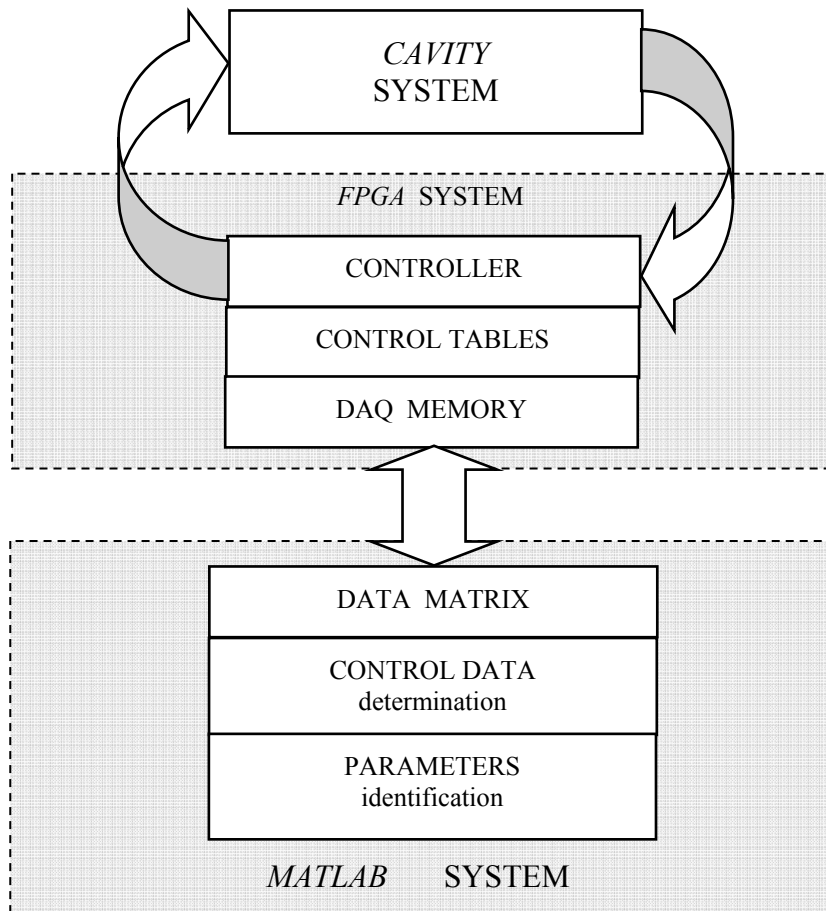 CAVITY
SYSTEM
FPGA SYSTEM
CONTROLLER
CONTROL TABLES
DAQ MEMORY
DATA MATRIX
CONTROL DATA
determination
PARAMETERS
identification
MATLAB SYSTEM